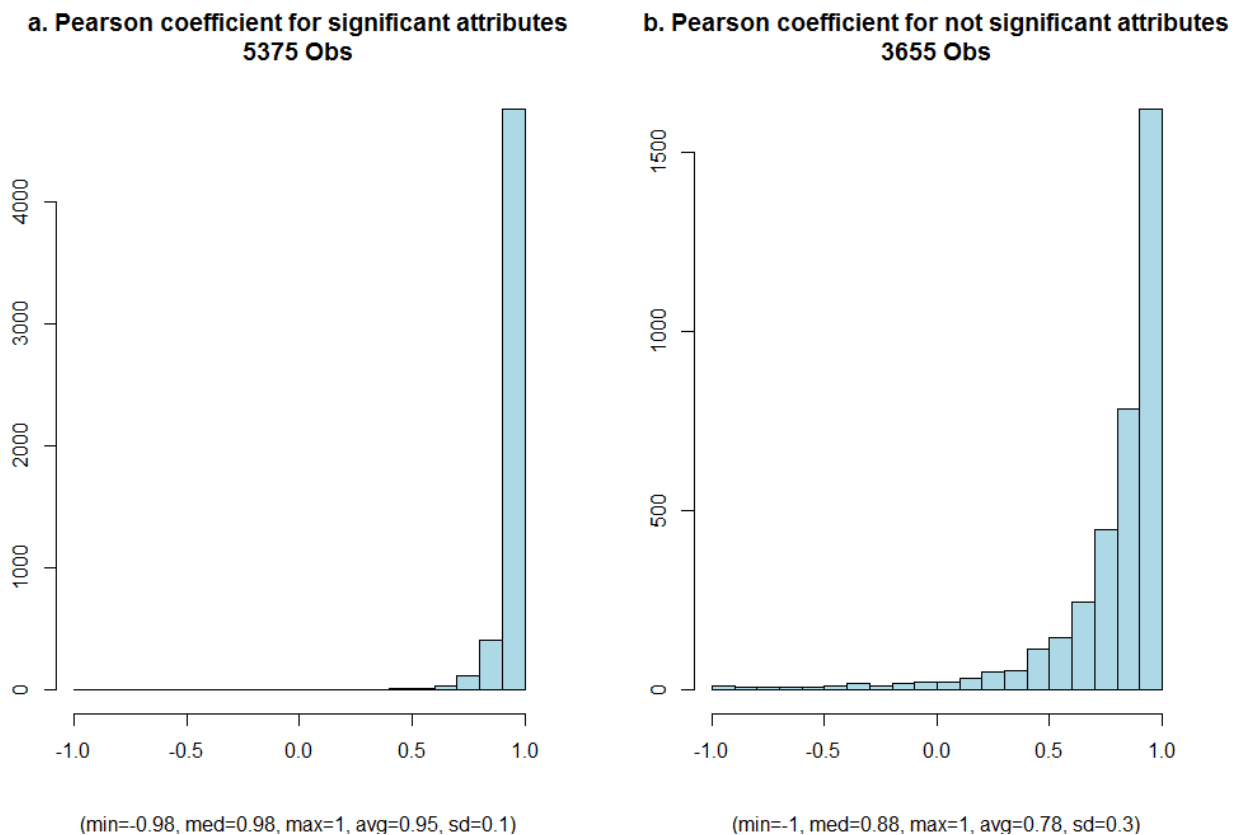 a. Pearson coefficient for significant attributes
5375 Obs
4000
3000
2000
1000
0
-1.0 -0.5 0.0 0.5 1.0
(min=-0.98, med=0.98, max=1, avg=0.95, sd=0.1)
b. Pearson coefficient for not significant attributes
3655 Obs
1500
1000
500
0
-1.0 -0.5 0.0 0.5 1.0
(min=-1, med=0.88, max=1, avg=0.78, sd=0.3)